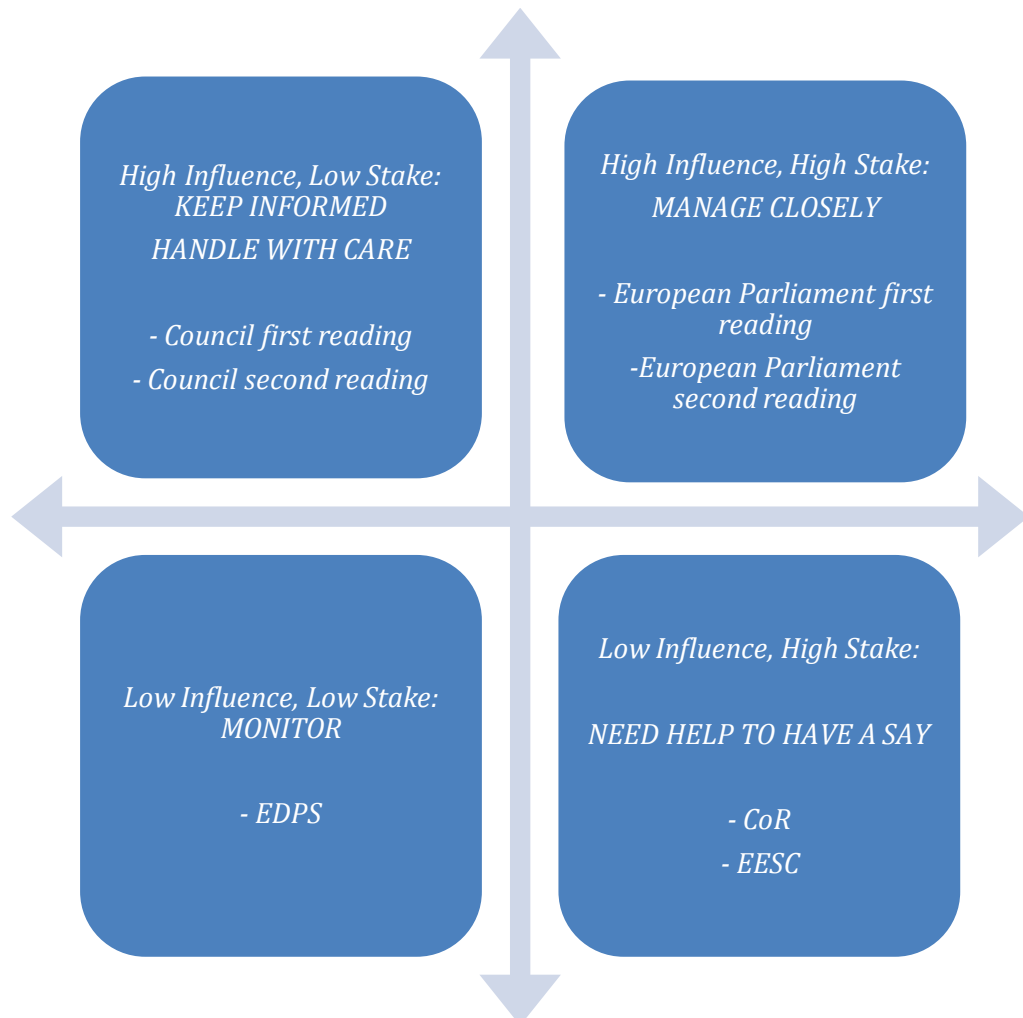 High Influence, Low Stake:
KEEP INFORMED
HANDLE WITH CARE
- Council first reading
- Council second reading
High Influence, High Stake:
MANAGE CLOSELY
- European Parliament first
reading
-European Parliament
second reading
Low Influence, Low Stake:
MONITOR
- EDPS
Low Influence, High Stake:
NEED HELP TO HAVE A SAY
- CoR
- EESC